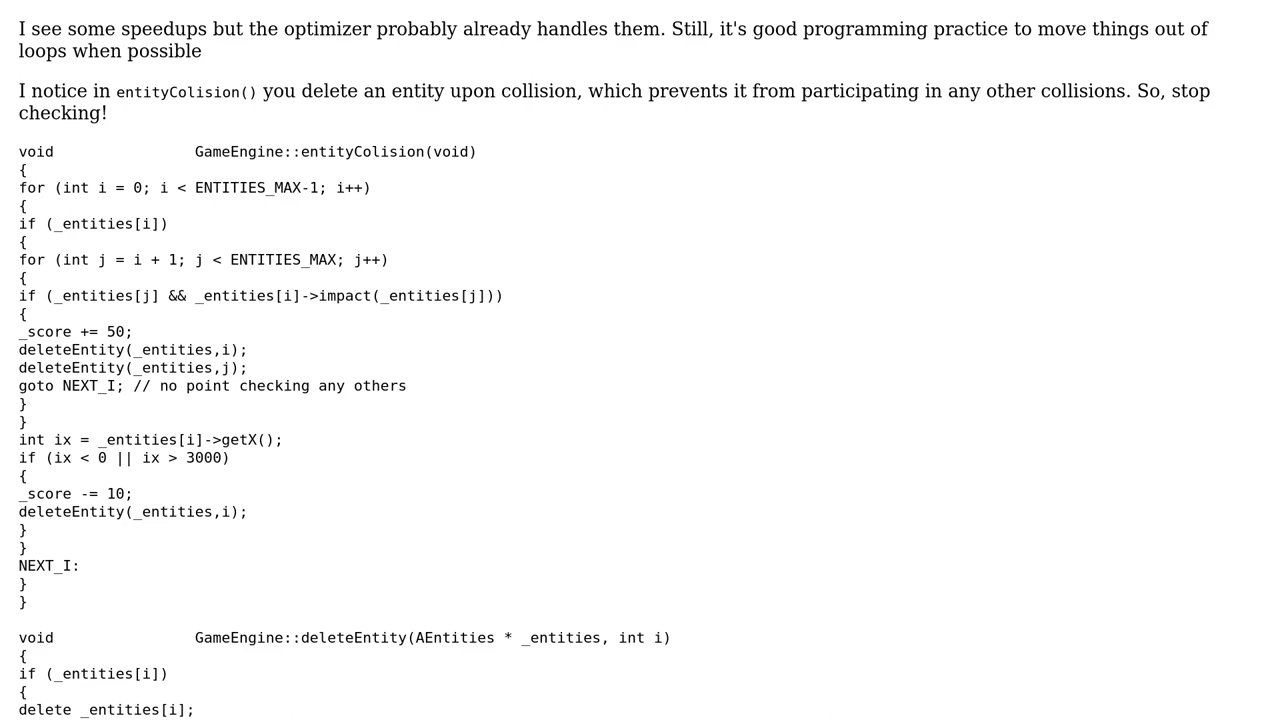 I see some speedups but the optimizer probably already handles them. Still, it's good programming practice to move things out of
loops when possible
I notice in entityColision() you delete an entity upon collision, which prevents it from participating in any other collisions. So, stop
checking!
void                GameEngine::entityColision(void)
{
for (int i = 0; i < ENTITIES_MAX-1; i++)
{
if (_entities[i])
{
for (int j = i + 1; j < ENTITIES_MAX; j++)
{
if (_entities[j] && _entities[i]->impact(_entities[j]))
{
_score += 50;
deleteEntity(_entities,i);
deleteEntity(_entities,j);
goto NEXT_I; // no point checking any others
}
}
int ix = _entities[i]->getX();
if (ix < 0 || ix > 3000)
{
_score -= 10;
deleteEntity(_entities,i);
}
}
NEXT_I:
}
}
void                GameEngine::deleteEntity(AEntities * _entities, int i)
{
if (_entities[i])
{
delete _entities[i];